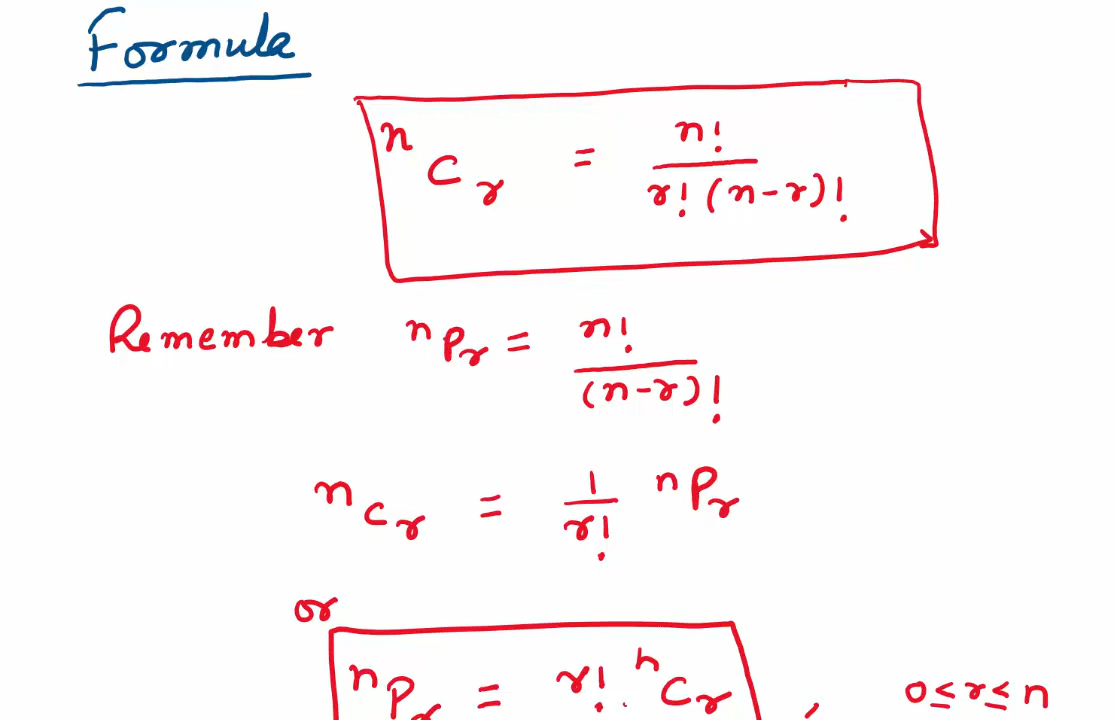 Formula
ⁿCᵣ = n! / r! (n-r)!
Remember ⁿPᵣ = n! / (n-r)!
ⁿCᵣ = 1/r! ⁿPᵣ
or
ⁿPᵣ = r! . ⁿCᵣ , 0≤r≤n